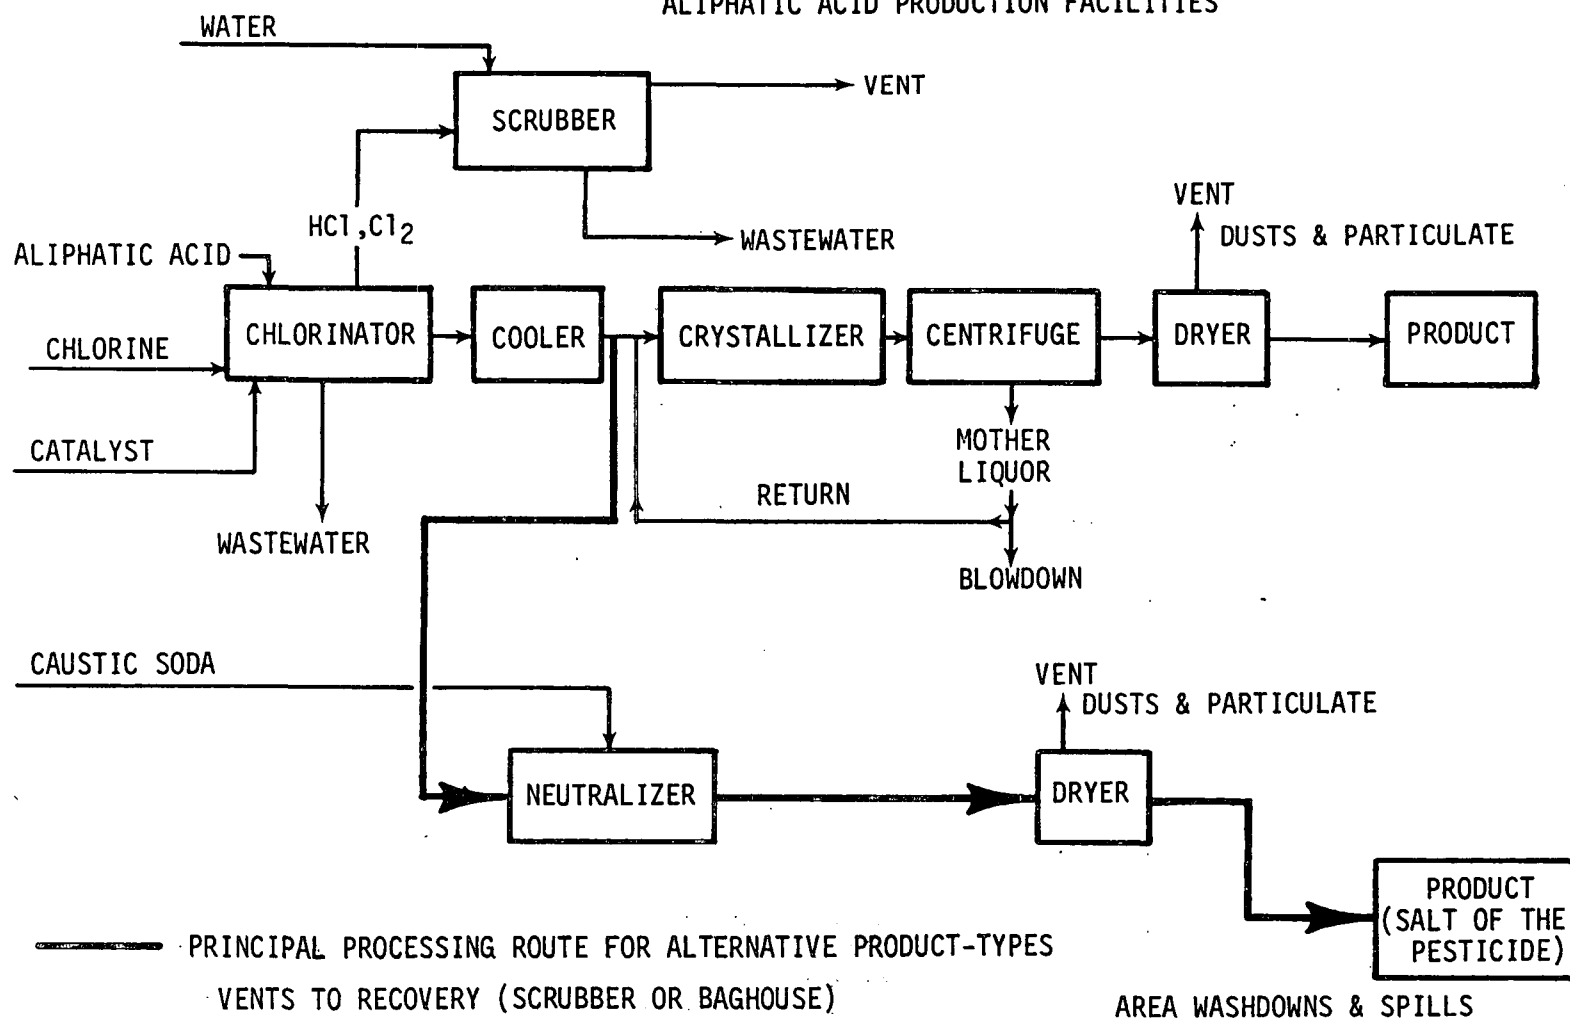 ALIPHATIC ACID PRODUCTION FACILITIES
WATER
VENT
SCRUBBER
HCl,Cl2
WASTEWATER
VENT
DUSTS & PARTICULATE
ALIPHATIC ACID
CHLORINE
CATALYST
CHLORINATOR
COOLER
CRYSTALLIZER
CENTRIFUGE
DRYER
PRODUCT
WASTEWATER
MOTHER
LIQUOR
RETURN
BLOWDOWN
CAUSTIC SODA
VENT
DUSTS & PARTICULATE
NEUTRALIZER
DRYER
PRODUCT
(SALT OF THE
PESTICIDE)
PRINCIPAL PROCESSING ROUTE FOR ALTERNATIVE PRODUCT-TYPES
VENTS TO RECOVERY (SCRUBBER OR BAGHOUSE)
AREA WASHDOWNS & SPILLS